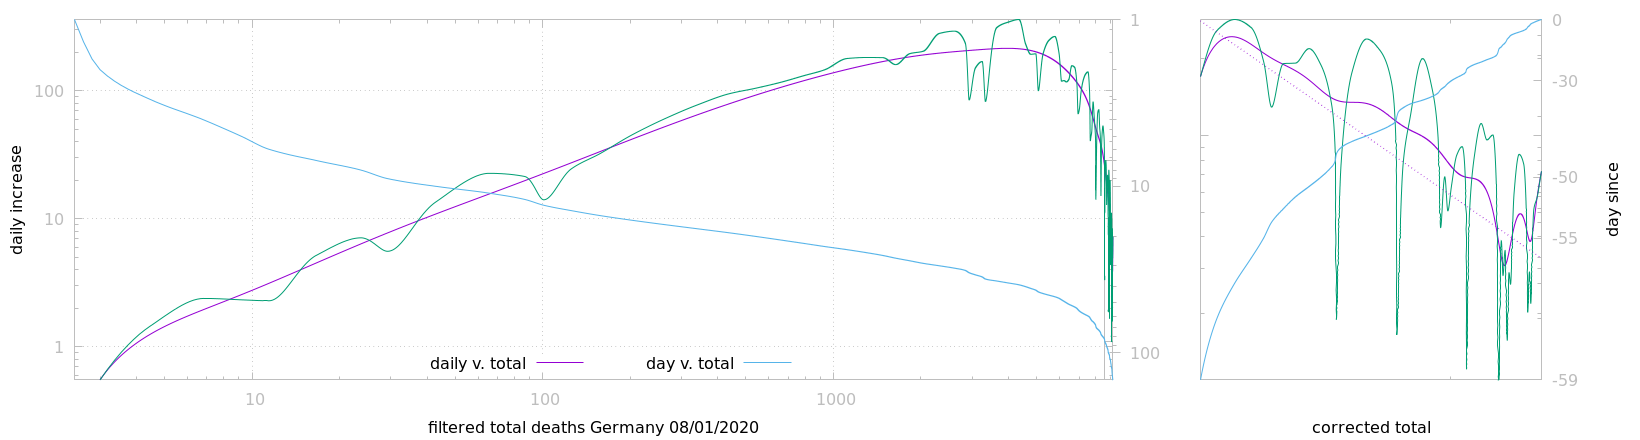 daily increase
100
10
1
10
100
1000
filtered total deaths Germany 08/01/2020
daily v. total
day v. total
1
10
100
0
-30
-50
-55
-59
day since
corrected total